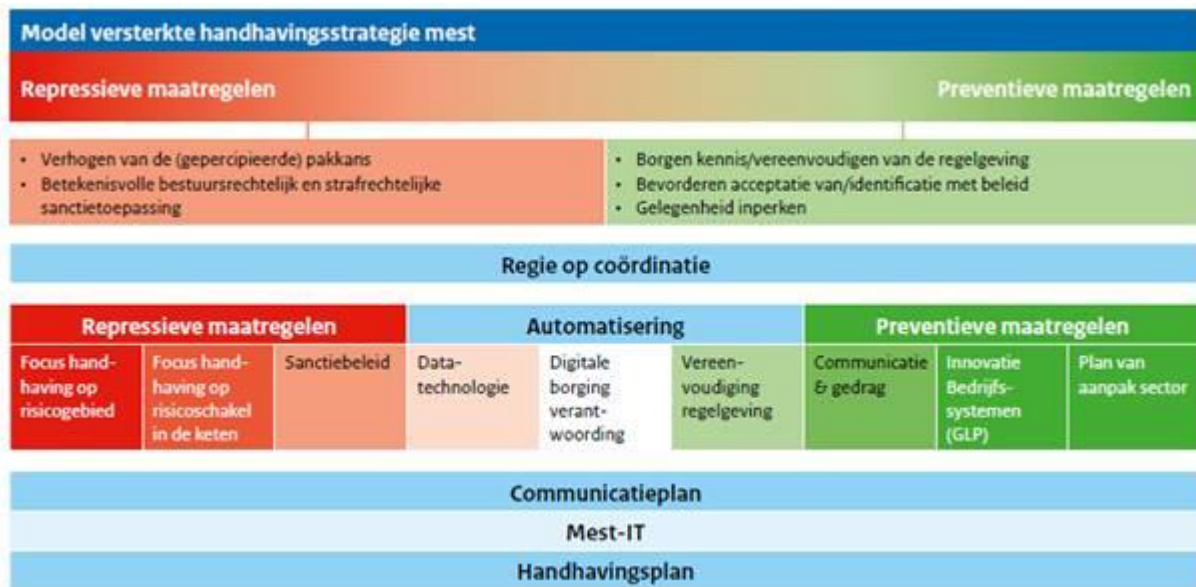 Model versterkte handhavingsstrategie mest
Repressieve maatregelen
Preventieve maatregelen
• Verhogen van de (gepercipieerde) pakkans
• Betekenisvolle bestuursrechtelijk en strafrechtelijke
sanctietoepassing
• Borgen kennis/vereenvoudigen van de regelgeving
• Bevorderen acceptatie van/identificatie met beleid
• Gelegenheid inperken
Regie op coördinatie
Repressieve maatregelen
Automatisering
Preventieve maatregelen
Focus hand-
having op
risicogebied
Focus hand-
having op
risicoschakel
in de keten
Sanctiebeleid
Data-
technologie
Digitale
borging
verant-
woording
Vereen-
voudiging
regelgeving
Communicatie
& gedrag
Innovatie
Bedrijfs-
systemen
(GLP)
Plan van
aanpak sector
Communicatieplan
Mest-IT
Handhavingsplan